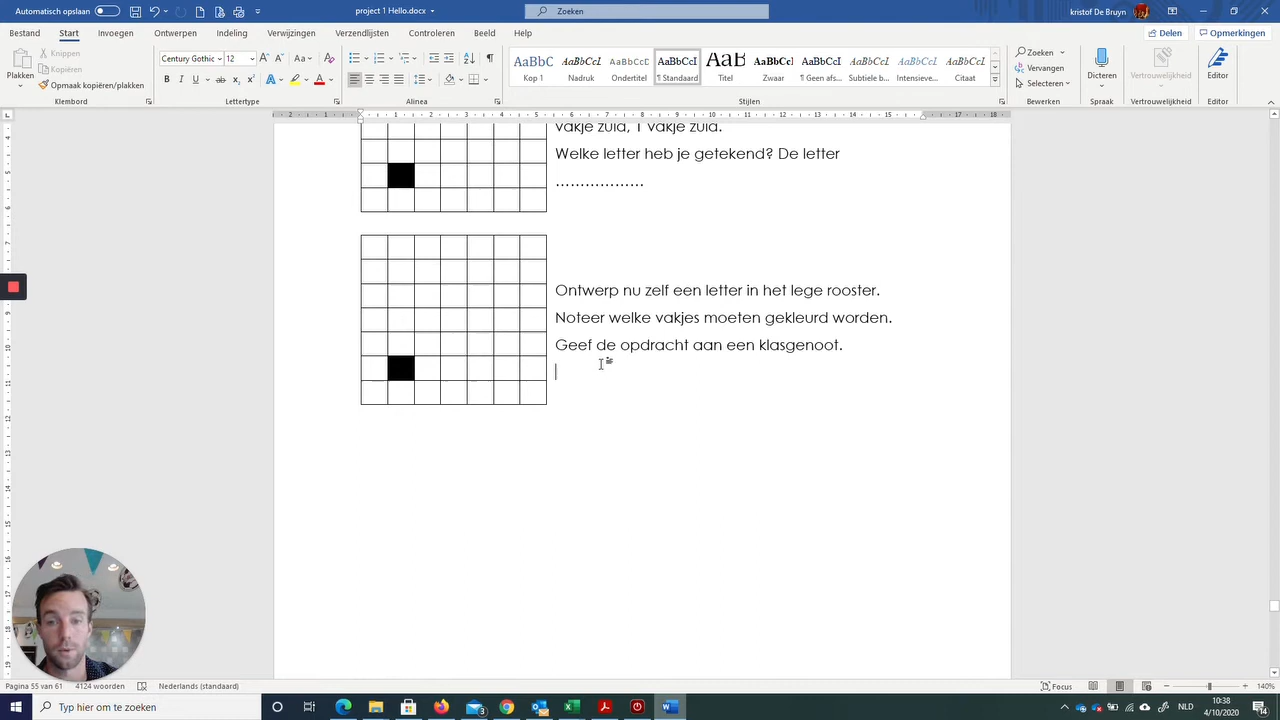 Automatisch opslaan
project 1 Hello.docx
Zoeken
kristof De Bruyn
Bestand Start Invoegen Ontwerpen Indeling Verwijzingen Verzendlijsten Controleren Beeld Help
Delen Opmerkingen
Plakken
Knippen
Kopiëren
Opmaak kopiëren/plakken
Klembord
Century Gothic 12
Lettertype
Alinea
AaBbC AaBbCcI AaBbCcD AaBbCcI AaB AaBbCcI AaBbCcI AaBbCcI AaBbCcI AaBbCcI
Kop 1 Nadruk Ondertitel ¶ Standaard Titel Zwaar ¶ Geen afs... Subtiele b... Intensieve... Citaat
Stijlen
Zoeken
Vervangen
Selecteren
Bewerken
Dicteren
Spraak
Vertrouwelijkheid
Vertrouwelijkheid
Editor
Editor
vakje zuid, 1 vakje zuid.
Welke letter heb je getekend? De letter
………………
Ontwerp nu zelf een letter in het lege rooster.
Noteer welke vakjes moeten gekleurd worden.
Geef de opdracht aan een klasgenoot.
Pagina 55 van 61 4124 woorden Nederlands (standaard)
Focus
140%
Typ hier om te zoeken
NLD
10:38
4/10/2020